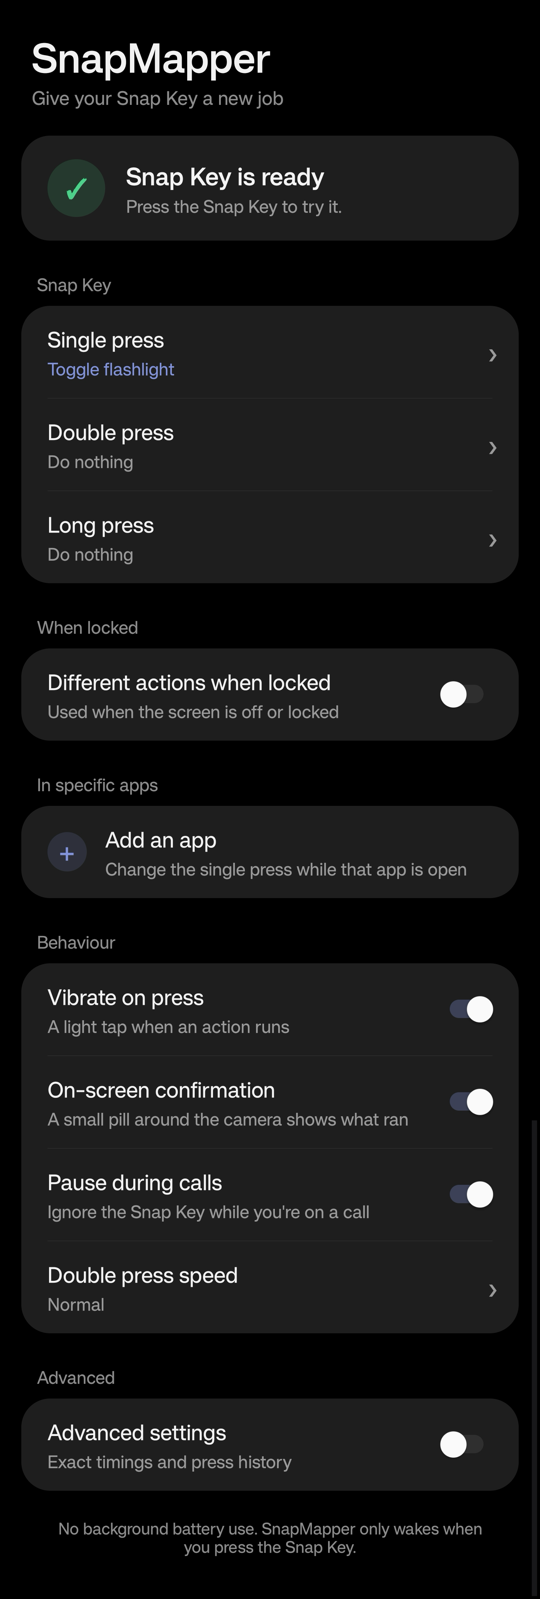 SnapMapper
Give your Snap Key a new job
✓
Snap Key is ready
Press the Snap Key to try it.
Snap Key
Single press
Toggle flashlight
Double press
Do nothing
Long press
Do nothing
When locked
Different actions when locked
Used when the screen is off or locked
In specific apps
+
Add an app
Change the single press while that app is open
Behaviour
Vibrate on press
A light tap when an action runs
On-screen confirmation
A small pill around the camera shows what ran
Pause during calls
Ignore the Snap Key while you're on a call
Double press speed
Normal
Advanced
Advanced settings
Exact timings and press history
No background battery use. SnapMapper only wakes when
you press the Snap Key.